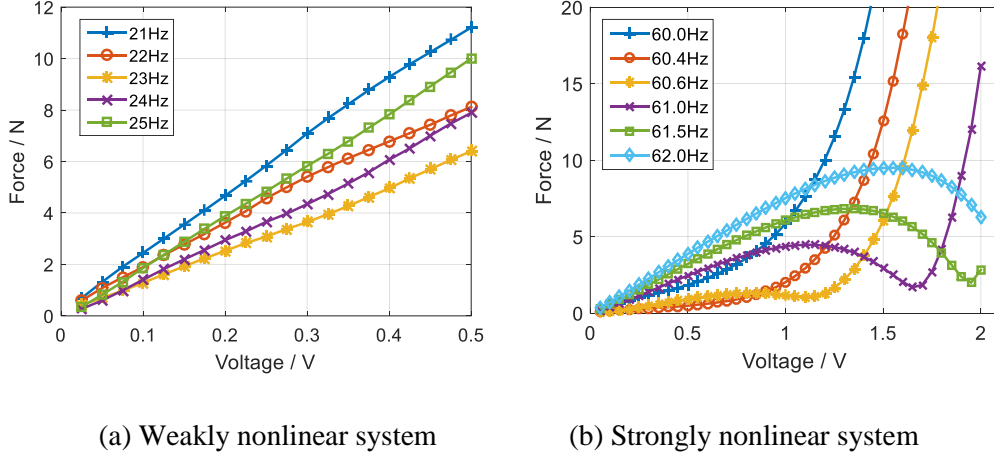 12
10
8
6
4
2
0
Force / N
21Hz
22Hz
23Hz
24Hz
25Hz
0
0.1
0.2
0.3
0.4
0.5
Voltage / V
(a) Weakly nonlinear system
20
15
10
5
0
Force / N
60.0Hz
60.4Hz
60.6Hz
61.0Hz
61.5Hz
62.0Hz
0
0.5
1
1.5
2
Voltage / V
(b) Strongly nonlinear system